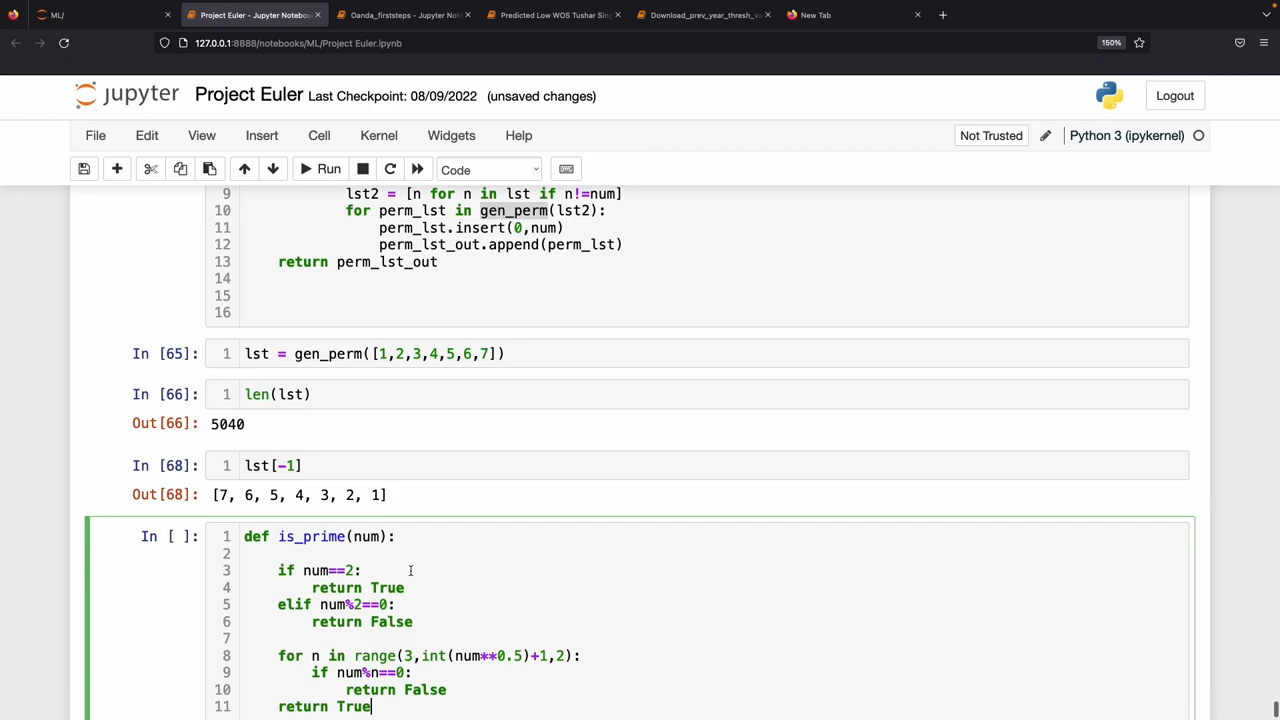 ML/
Project Euler - Jupyter Noteboo
Oanda_firststeps - Jupyter Not
Predicted Low WOS Tushar Sing
Download_prev_year_thresh_va
New Tab
127.0.0.1:8888/notebooks/ML/Project Euler.ipynb
150%
jupyter Project Euler Last Checkpoint: 08/09/2022 (unsaved changes)
Logout
File Edit View Insert Cell Kernel Widgets Help
Not Trusted
Python 3 (ipykernel)
Run
Code
9 lst2 = [n for n in lst if n!=num]
10 for perm_lst in gen_perm(lst2):
11 perm_lst.insert(0,num)
12 perm_lst_out.append(perm_lst)
13 return perm_lst_out
14
15
16
In [65]: 1 lst = gen_perm([1,2,3,4,5,6,7])
In [66]: 1 len(lst)
Out[66]: 5040
In [68]: 1 lst[-1]
Out[68]: [7, 6, 5, 4, 3, 2, 1]
In [ ]: 1 def is_prime(num):
2
3 if num==2:
4 return True
5 elif num%2==0:
6 return False
7
8 for n in range(3,int(num**0.5)+1,2):
9 if num%n==0:
10 return False
11 return True